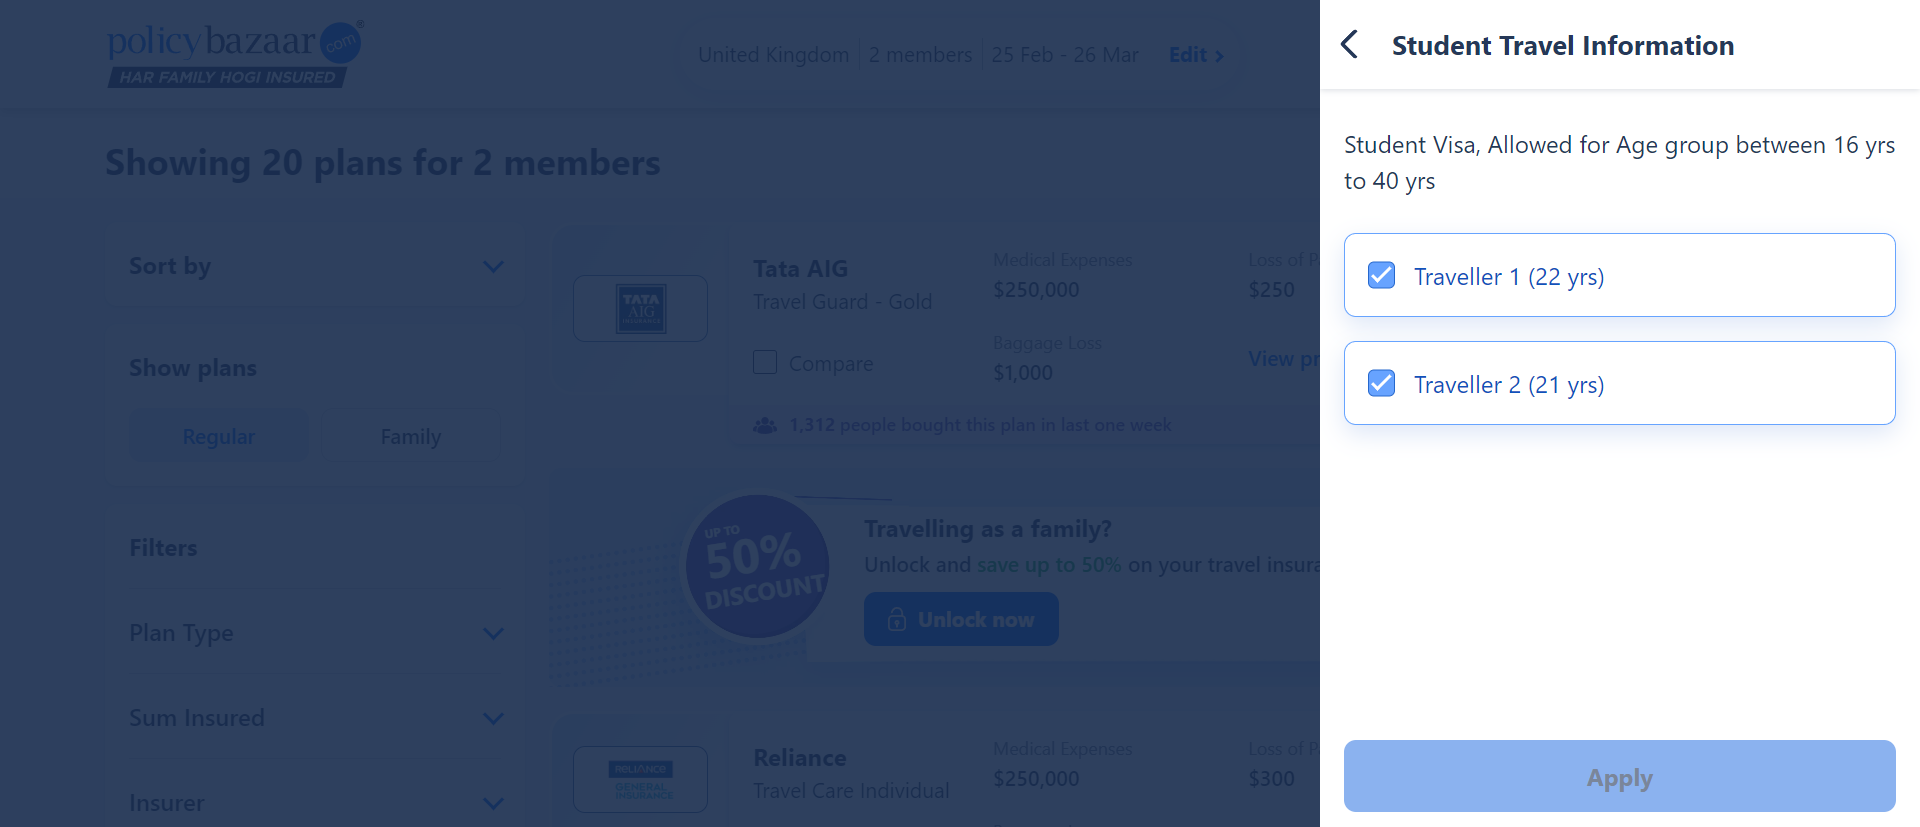 policybazaar.com
HAR FAMILY HOGI INSURED
United Kingdom 2 members 25 Feb - 26 Mar Edit
Showing 20 plans for 2 members
Sort by
Show plans
Regular Family
Filters
Plan Type
Sum Insured
Insurer
TATA
AIG
INSURANCE
Tata AIG
Travel Guard - Gold
Compare
Medical Expenses
$250,000
Baggage Loss
$1,000
Loss of P
$250
View pr
1,312 people bought this plan in last one week
UP TO
50%
DISCOUNT
Travelling as a family?
Unlock and save up to 50% on your travel insura
Unlock now
RELIANCE
GENERAL
INSURANCE
Reliance
Travel Care Individual
Medical Expenses
$250,000
Loss of P
$300
Student Travel Information
Student Visa, Allowed for Age group between 16 yrs
to 40 yrs
Traveller 1 (22 yrs)
Traveller 2 (21 yrs)
Apply